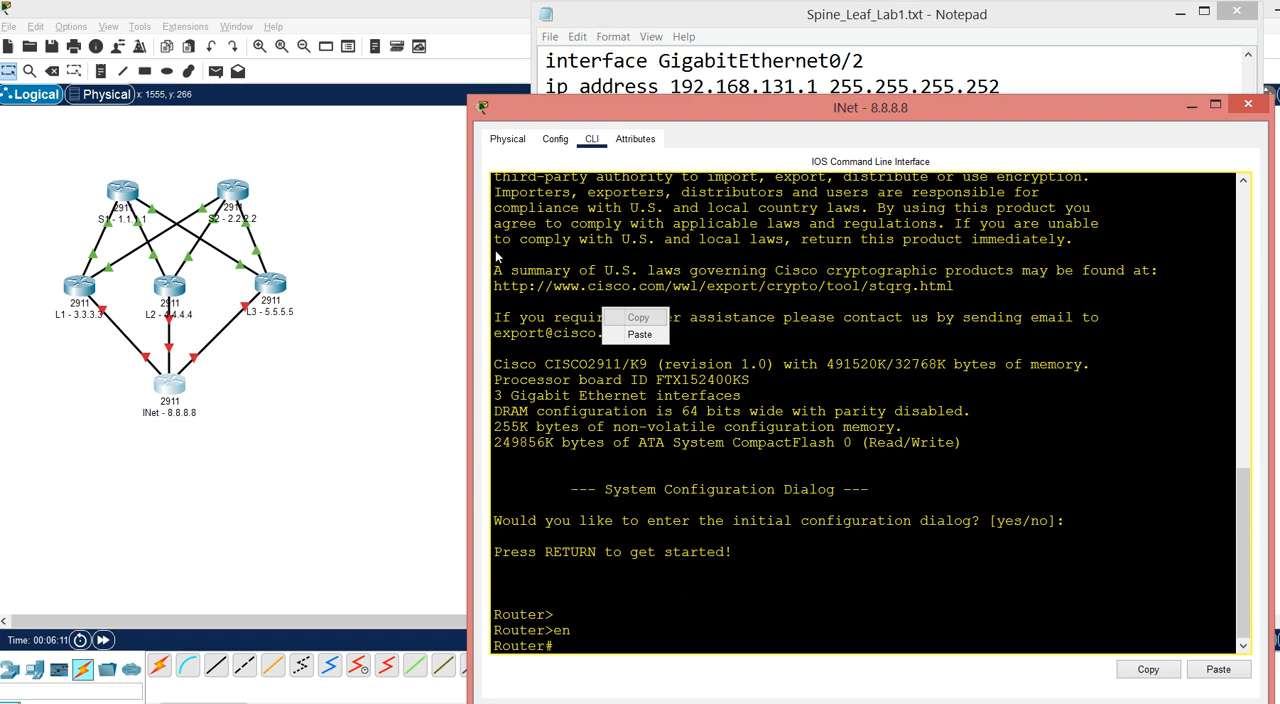 File Edit Options View Tools Extensions Window Help
Logical Physical x: 1555, y: 266
Spine_Leaf_Lab1.txt - Notepad
File Edit Format View Help
interface GigabitEthernet0/2
ip address 192.168.131.1 255.255.255.252
2911
S1 - 1.1.1.1
2911
S2 - 2.2.2.2
2911
L1 - 3.3.3.3
2911
L2 - 4.4.4.4
2911
L3 - 5.5.5.5
2911
INet - 8.8.8.8
Time: 00:06:11
INet - 8.8.8.8
Physical Config CLI Attributes
IOS Command Line Interface
third-party authority to import, export, distribute or use encryption.
Importers, exporters, distributors and users are responsible for
compliance with U.S. and local country laws. By using this product you
agree to comply with applicable laws and regulations. If you are unable
to comply with U.S. and local laws, return this product immediately.
A summary of U.S. laws governing Cisco cryptographic products may be found at:
http://www.cisco.com/wwl/export/crypto/tool/stqrg.html
If you requir r assistance please contact us by sending email to
export@cisco.
Copy
Paste
Cisco CISCO2911/K9 (revision 1.0) with 491520K/32768K bytes of memory.
Processor board ID FTX152400KS
3 Gigabit Ethernet interfaces
DRAM configuration is 64 bits wide with parity disabled.
255K bytes of non-volatile configuration memory.
249856K bytes of ATA System CompactFlash 0 (Read/Write)
--- System Configuration Dialog ---
Would you like to enter the initial configuration dialog? [yes/no]:
Press RETURN to get started!
Router>
Router>en
Router#
Copy Paste